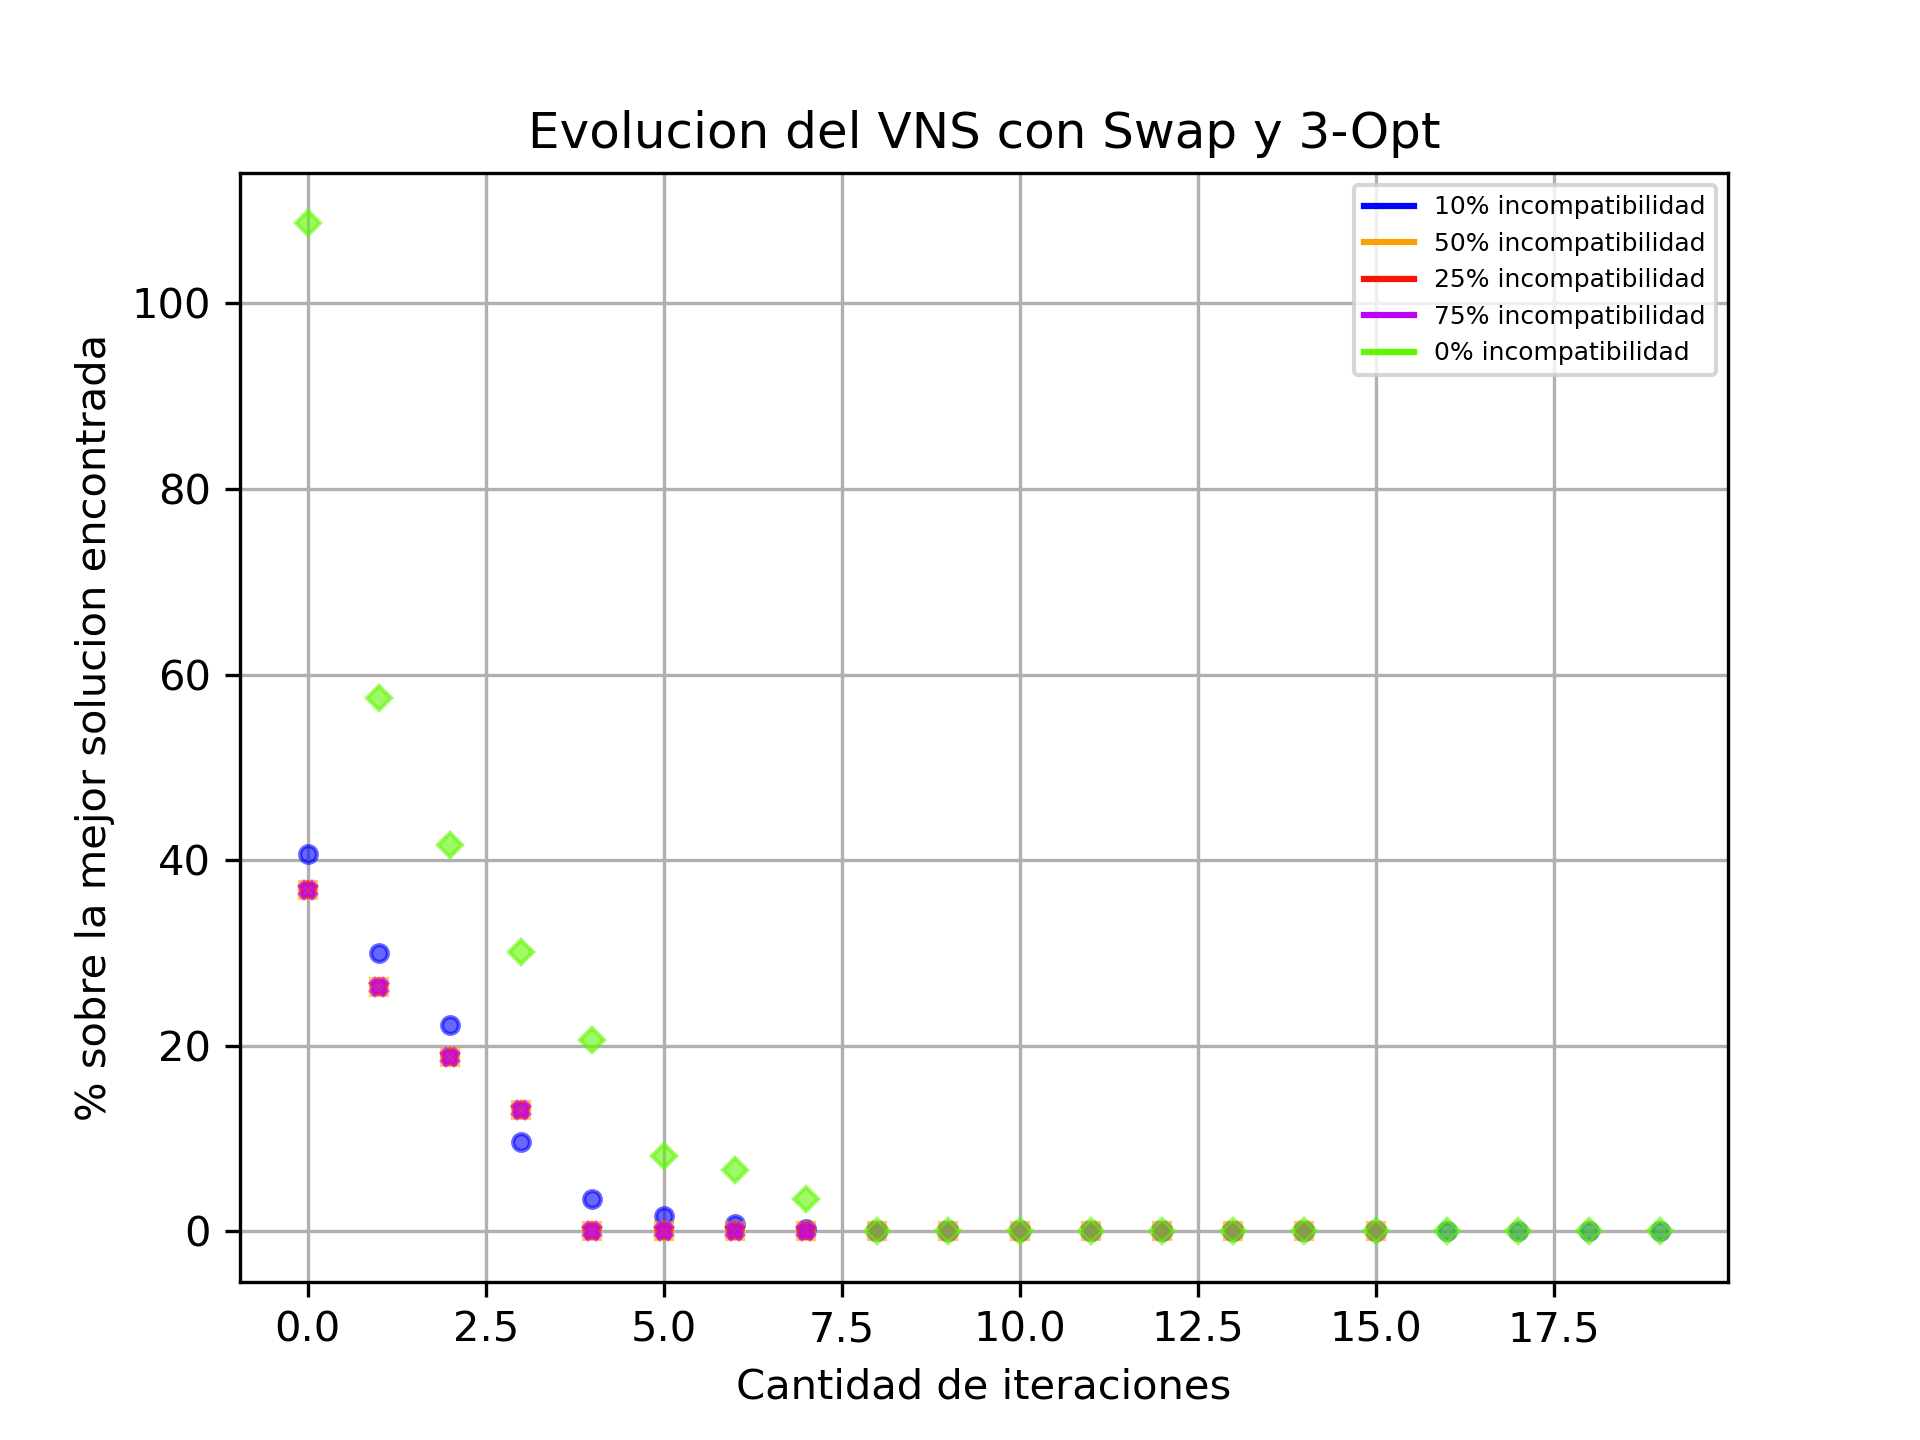 Evolucion del VNS con Swap y 3-Opt
10% incompatibilidad
50% incompatibilidad
25% incompatibilidad
75% incompatibilidad
0% incompatibilidad
% sobre la mejor solucion encontrada
100
80
60
40
20
0
0.0 2.5 5.0 7.5 10.0 12.5 15.0 17.5
Cantidad de iteraciones